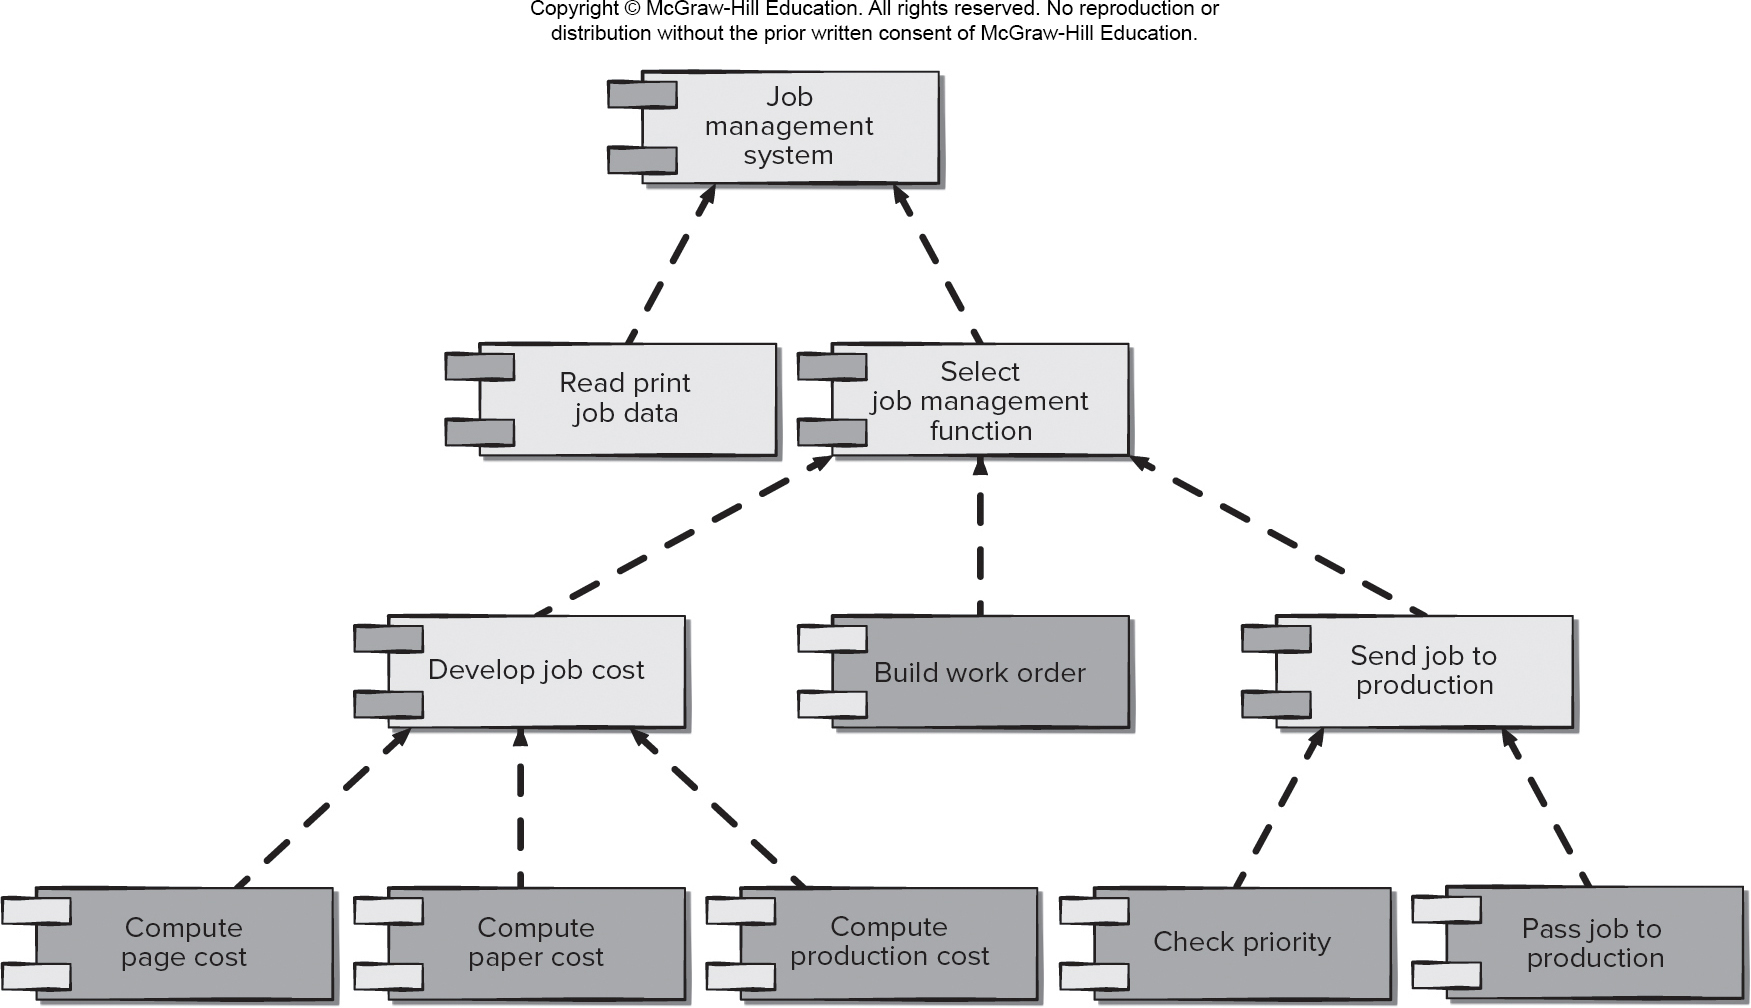 Copyright © McGraw-Hill Education. All rights reserved. No reproduction or
distribution without the prior written consent of McGraw-Hill Education.
Job
management
system
Read print
job data
Select
job management
function
Develop job cost
Build work order
Send job to
production
Compute
page cost
Compute
paper cost
Compute
production cost
Check priority
Pass job to
production